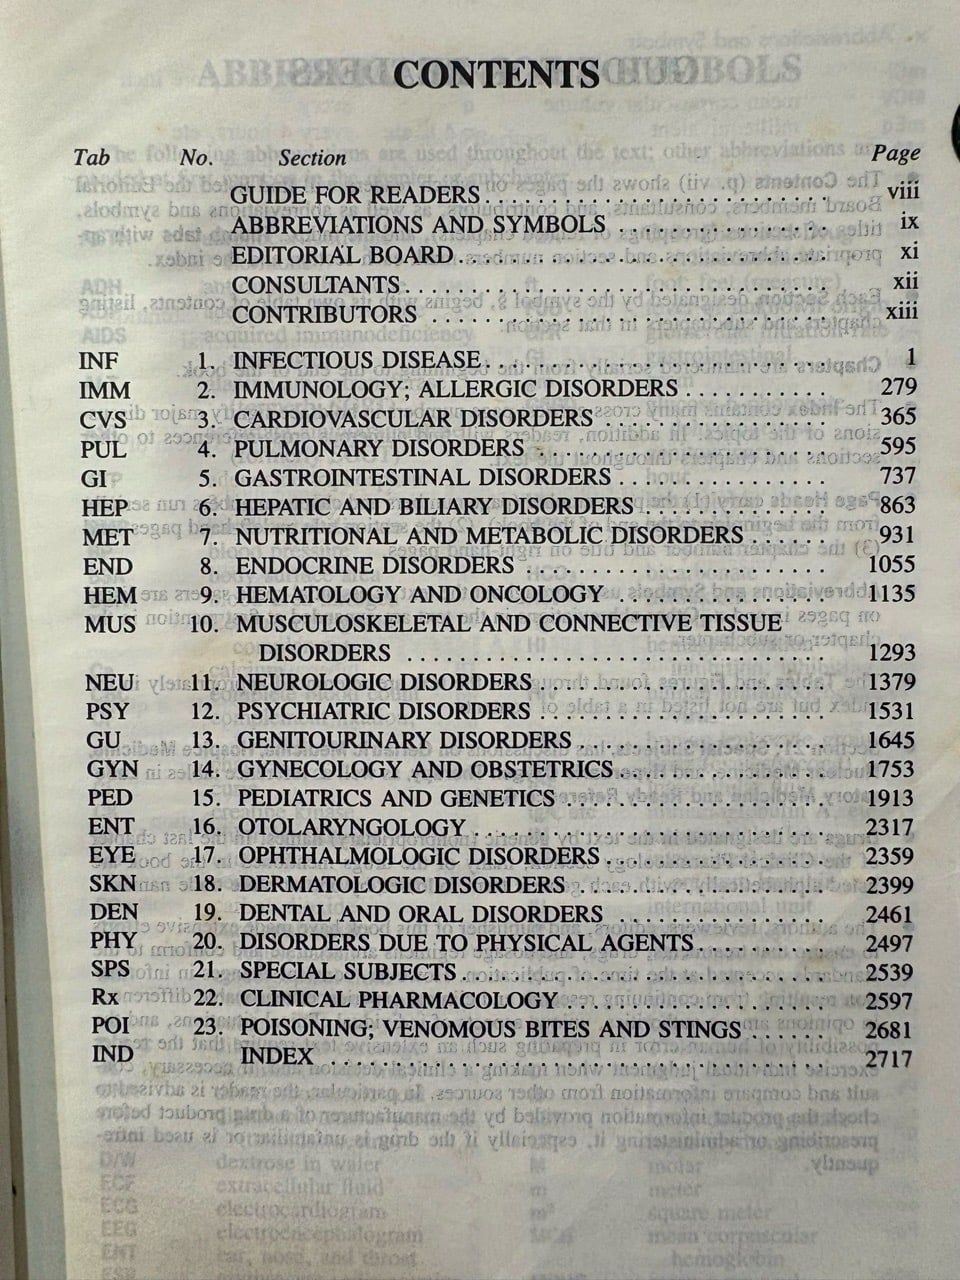 CONTENTS
Tab No. Section Page
GUIDE FOR READERS . . . . . . . . . . . . . . . . . . . . . . . . viii
ABBREVIATIONS AND SYMBOLS . . . . . . . . . . . . . . ix
EDITORIAL BOARD . . . . . . . . . . . . . . . . . . . . . . . . . . xi
CONSULTANTS . . . . . . . . . . . . . . . . . . . . . . . . . . . . . . xii
CONTRIBUTORS . . . . . . . . . . . . . . . . . . . . . . . . . . . . xiii
INF 1. INFECTIOUS DISEASE . . . . . . . . . . . . . . . . . . . . . . . . 1
IMM 2. IMMUNOLOGY; ALLERGIC DISORDERS . . . . . . . . . . 279
CVS 3. CARDIOVASCULAR DISORDERS . . . . . . . . . . . . . . . . 365
PUL 4. PULMONARY DISORDERS . . . . . . . . . . . . . . . . . . . . 595
GI 5. GASTROINTESTINAL DISORDERS . . . . . . . . . . . . . . 737
HEP 6. HEPATIC AND BILIARY DISORDERS . . . . . . . . . . . . . 863
MET 7. NUTRITIONAL AND METABOLIC DISORDERS . . . . . . 931
END 8. ENDOCRINE DISORDERS . . . . . . . . . . . . . . . . . . . . . 1055
HEM 9. HEMATOLOGY AND ONCOLOGY . . . . . . . . . . . . . . . 1135
MUS 10. MUSCULOSKELETAL AND CONNECTIVE TISSUE
DISORDERS . . . . . . . . . . . . . . . . . . . . . . . . . . . . . 1293
NEU 11. NEUROLOGIC DISORDERS . . . . . . . . . . . . . . . . . . . . 1379
PSY 12. PSYCHIATRIC DISORDERS . . . . . . . . . . . . . . . . . . . . 1531
GU 13. GENITOURINARY DISORDERS . . . . . . . . . . . . . . . . . 1645
GYN 14. GYNECOLOGY AND OBSTETRICS . . . . . . . . . . . . . . . 1753
PED 15. PEDIATRICS AND GENETICS . . . . . . . . . . . . . . . . . . 1913
ENT 16. OTOLARYNGOLOGY . . . . . . . . . . . . . . . . . . . . . . . . . 2317
EYE 17. OPHTHALMOLOGIC DISORDERS . . . . . . . . . . . . . . . 2359
SKN 18. DERMATOLOGIC DISORDERS . . . . . . . . . . . . . . . . . . 2399
DEN 19. DENTAL AND ORAL DISORDERS . . . . . . . . . . . . . . 2461
PHY 20. DISORDERS DUE TO PHYSICAL AGENTS . . . . . . . . . 2497
SPS 21. SPECIAL SUBJECTS . . . . . . . . . . . . . . . . . . . . . . . . . . 2539
Rx 22. CLINICAL PHARMACOLOGY . . . . . . . . . . . . . . . . . . . 2597
POI 23. POISONING; VENOMOUS BITES AND STINGS . . . . . . 2681
IND INDEX . . . . . . . . . . . . . . . . . . . . . . . . . . . . . . . . . . . 2717